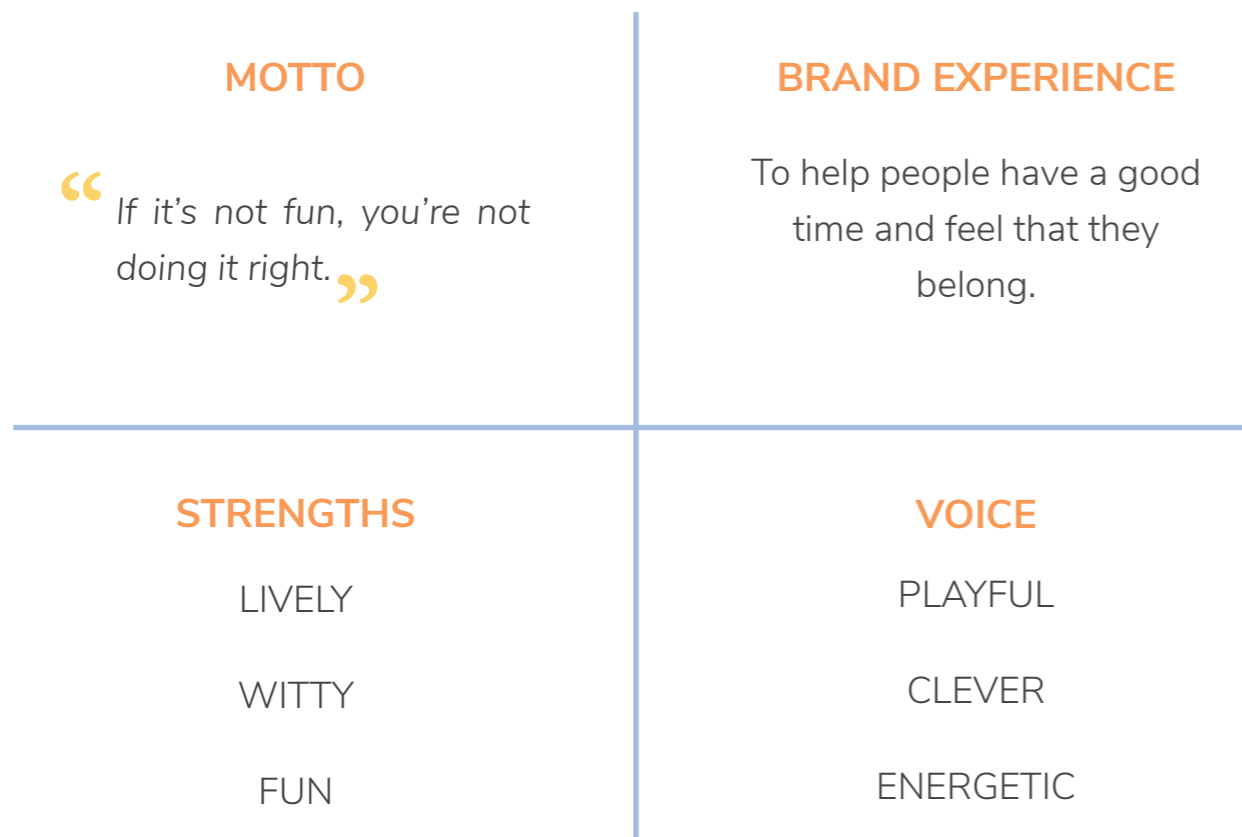 MOTTO
“If it’s not fun, you’re not
doing it right.”
BRAND EXPERIENCE
To help people have a good
time and feel that they
belong.
STRENGTHS
LIVELY
WITTY
FUN
VOICE
PLAYFUL
CLEVER
ENERGETIC